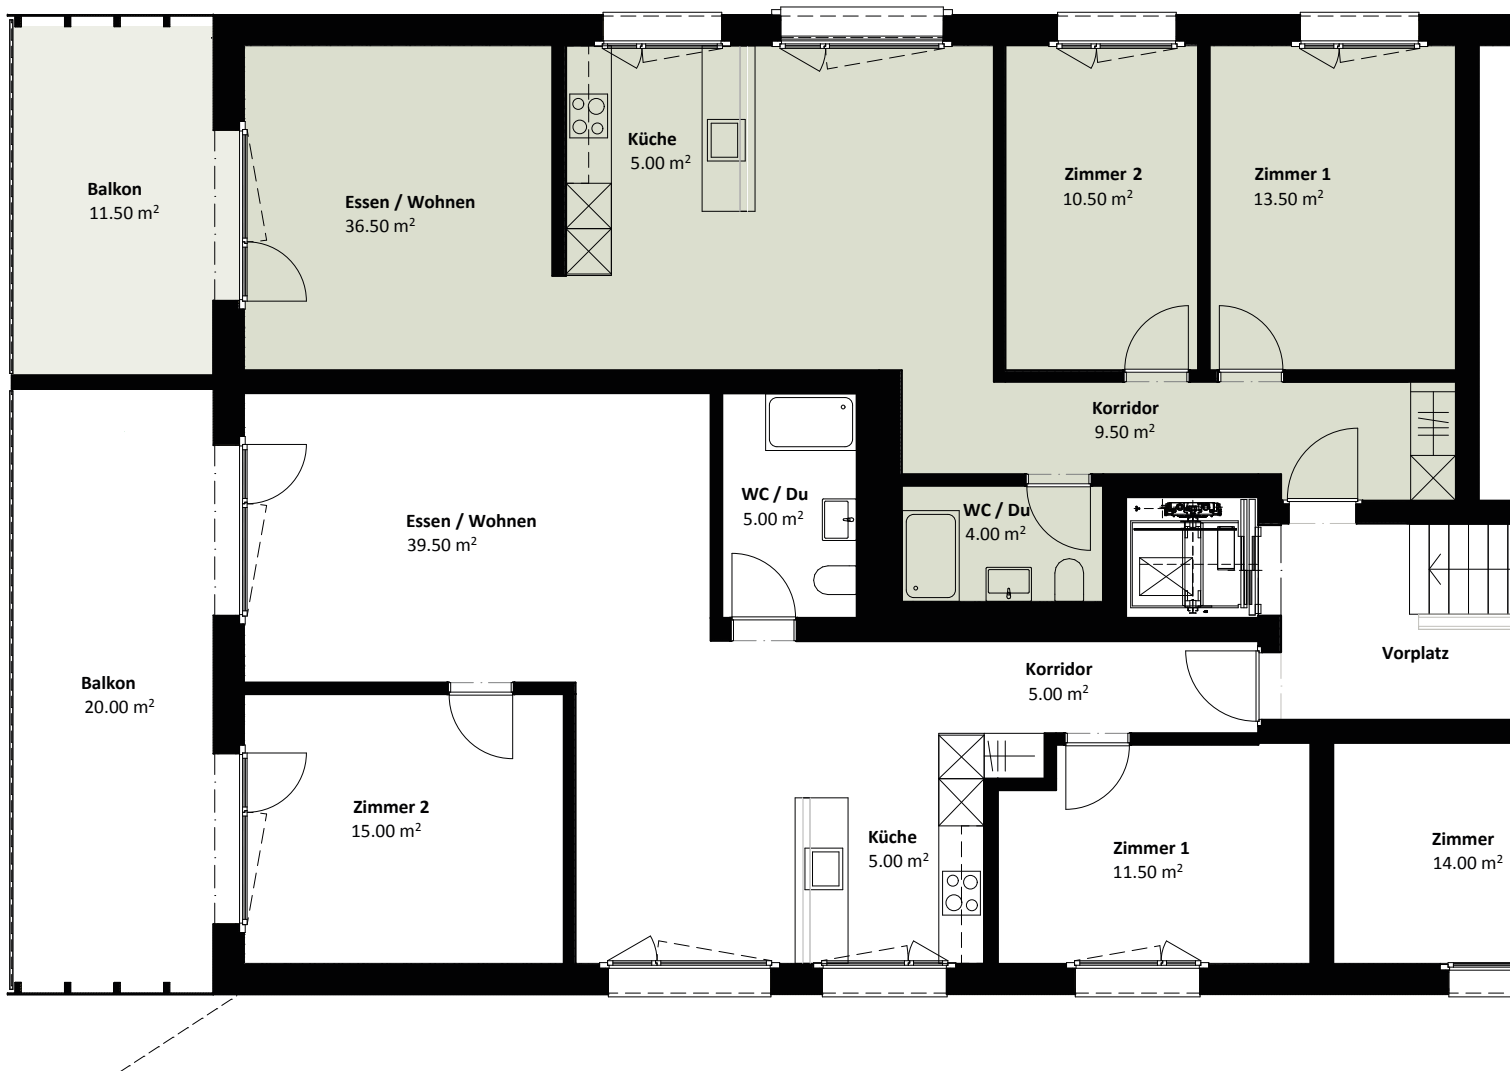 Küche
5.00 m²
Balkon
11.50 m²
Essen / Wohnen
36.50 m²
Zimmer 2
10.50 m²
Zimmer 1
13.50 m²
Korridor
9.50 m²
WC / Du
5.00 m²
WC / Du
4.00 m²
Essen / Wohnen
39.50 m²
Vorplatz
Korridor
5.00 m²
Balkon
20.00 m²
Zimmer 2
15.00 m²
Küche
5.00 m²
Zimmer 1
11.50 m²
Zimmer
14.00 m²